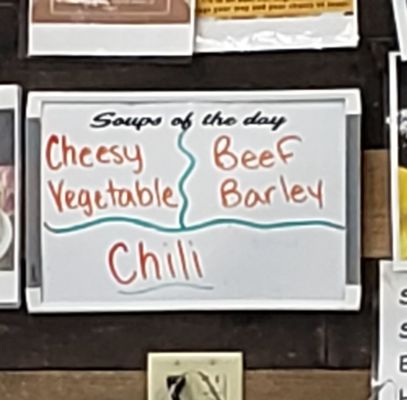 Soups of the day
Cheesy
Vegetable
Beef
Barley
Chili